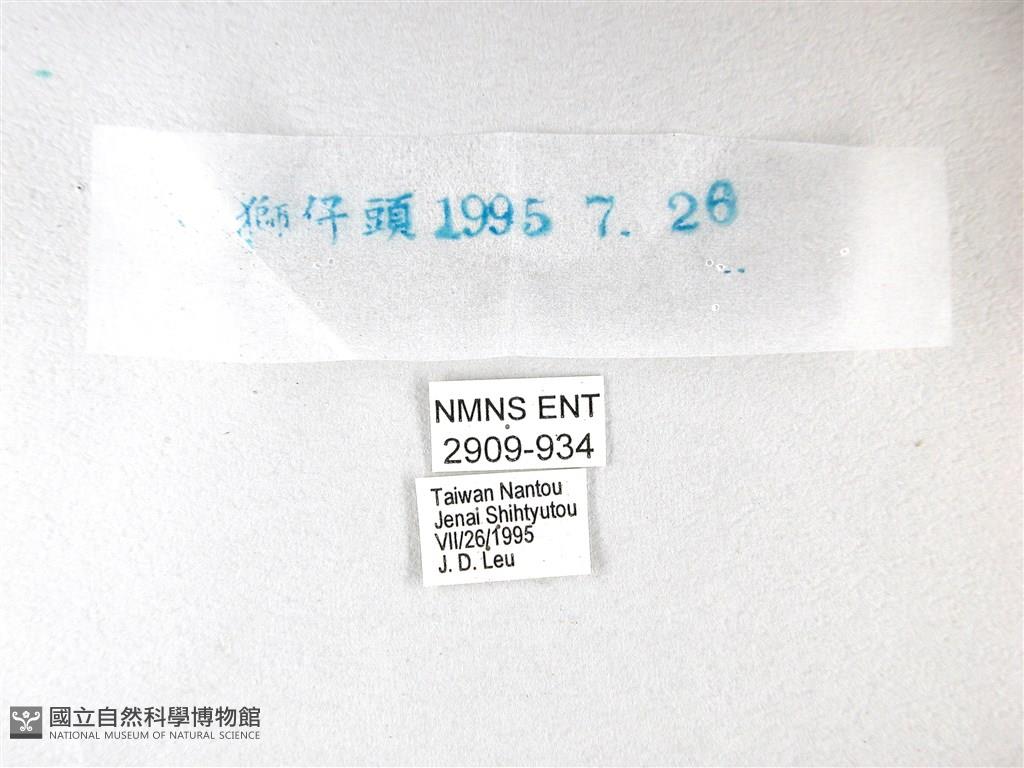 獅仔頭 1995 7. 26
NMNS ENT
2909-934
Taiwan Nantou
Jenai Shihtyutou
VII/26/1995
J. D. Leu
國立自然科學博物館
NATIONAL MUSEUM OF NATURAL SCIENCE